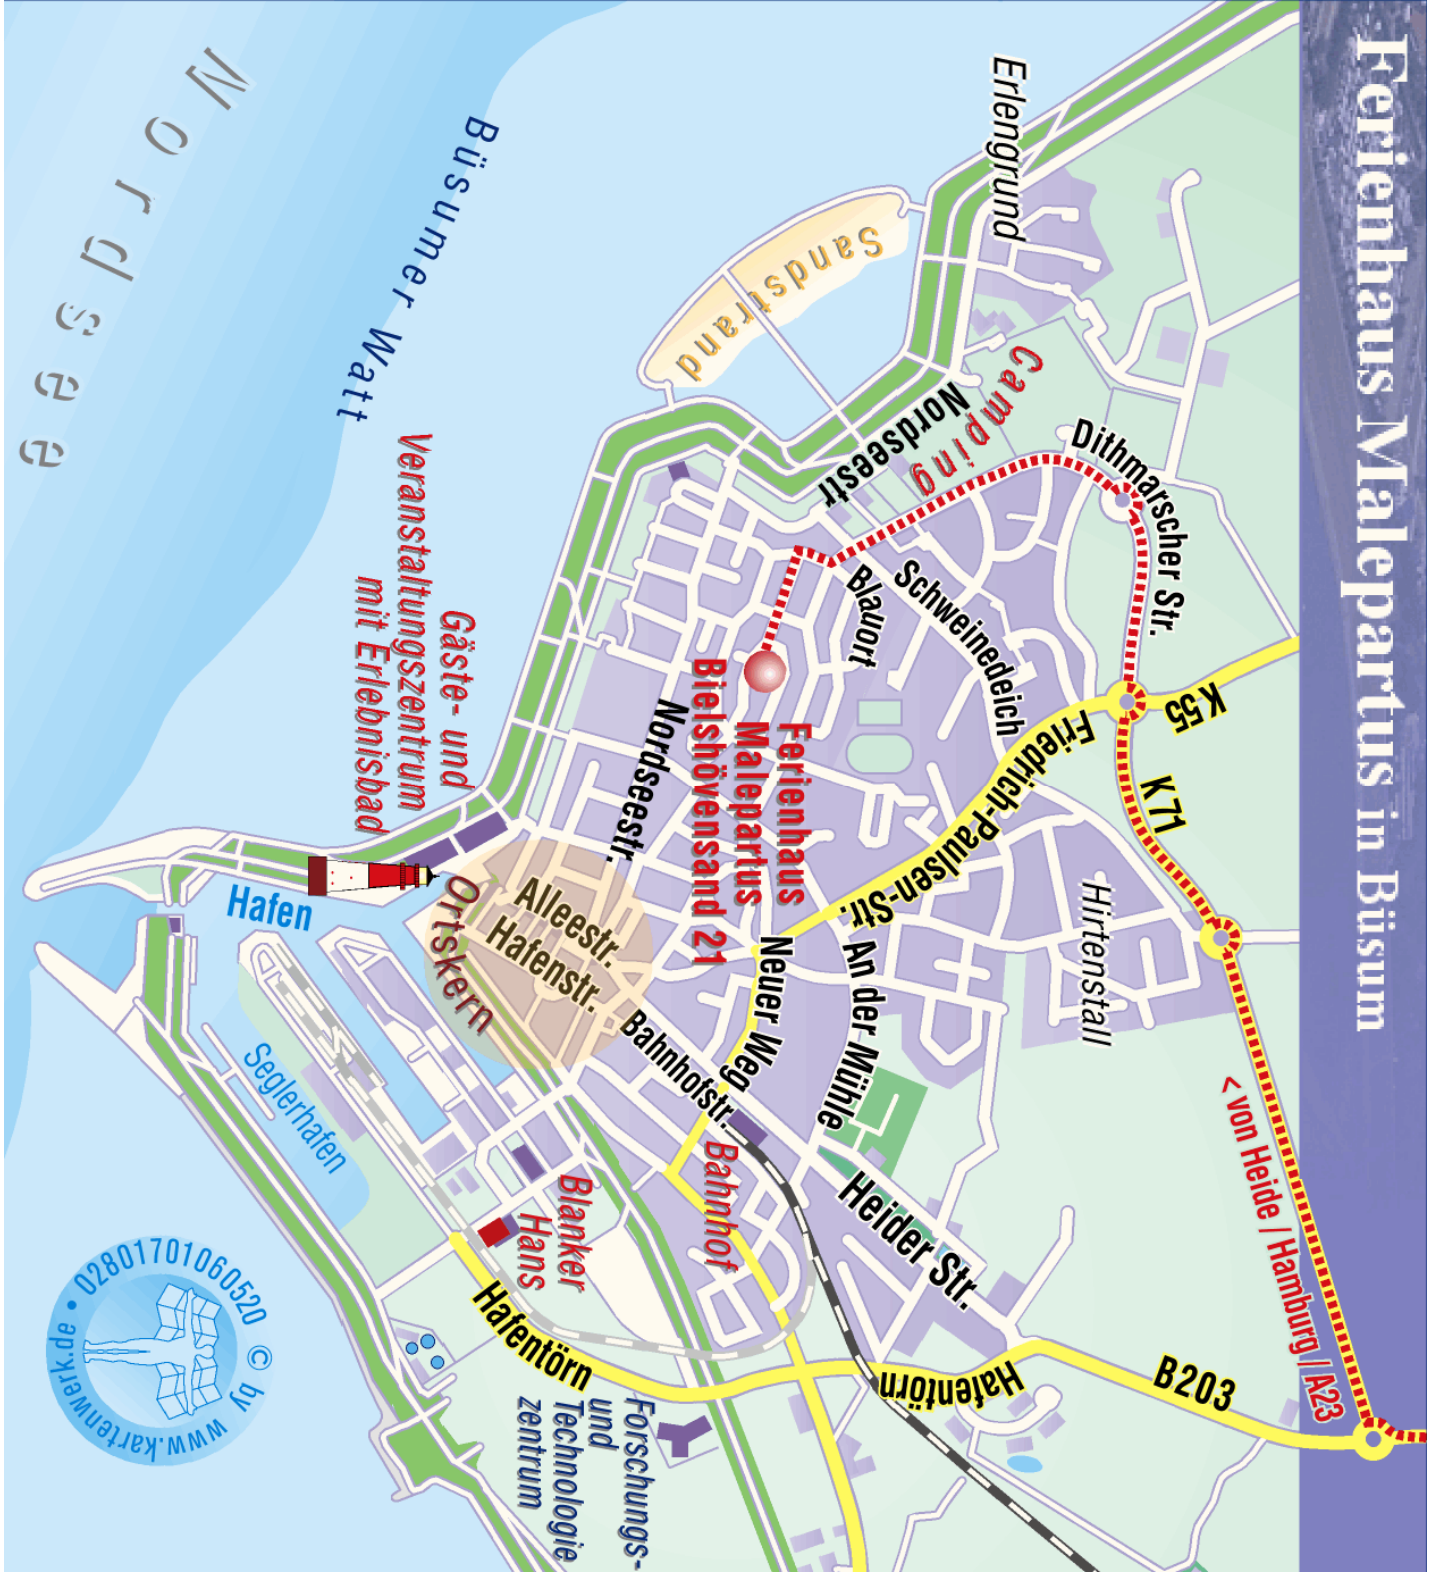 Ferienhaus Malepartus in Büsum
Erlengrund
Camping
Nordseestr
Dithmarscher Str.
Sandstrand
Büsumer Watt
Nordsee
Schweinedeich
Blauort
K 55
K71
Friedrich-Paulsen-Str.
Hirtenstall
Ferienhaus
Malepartus
Bielshövensand 21
Nordseestr.
Gäste- und
Veranstaltungszentrum
mit Erlebnisbad
Neuer Weg
An der Mühle
Alleestr.
Hafenstr.
Ortskern
Hafen
Bahnhofstr.
Bahnhof
< von Heide / Hamburg / A23
Seglerhafen
Heider Str.
Blanker
Hans
Hafentörn
Hafentörn
B203
Forschungs-
und
Technologie
zentrum
02801701060520 © by www.kartenwerk.de •